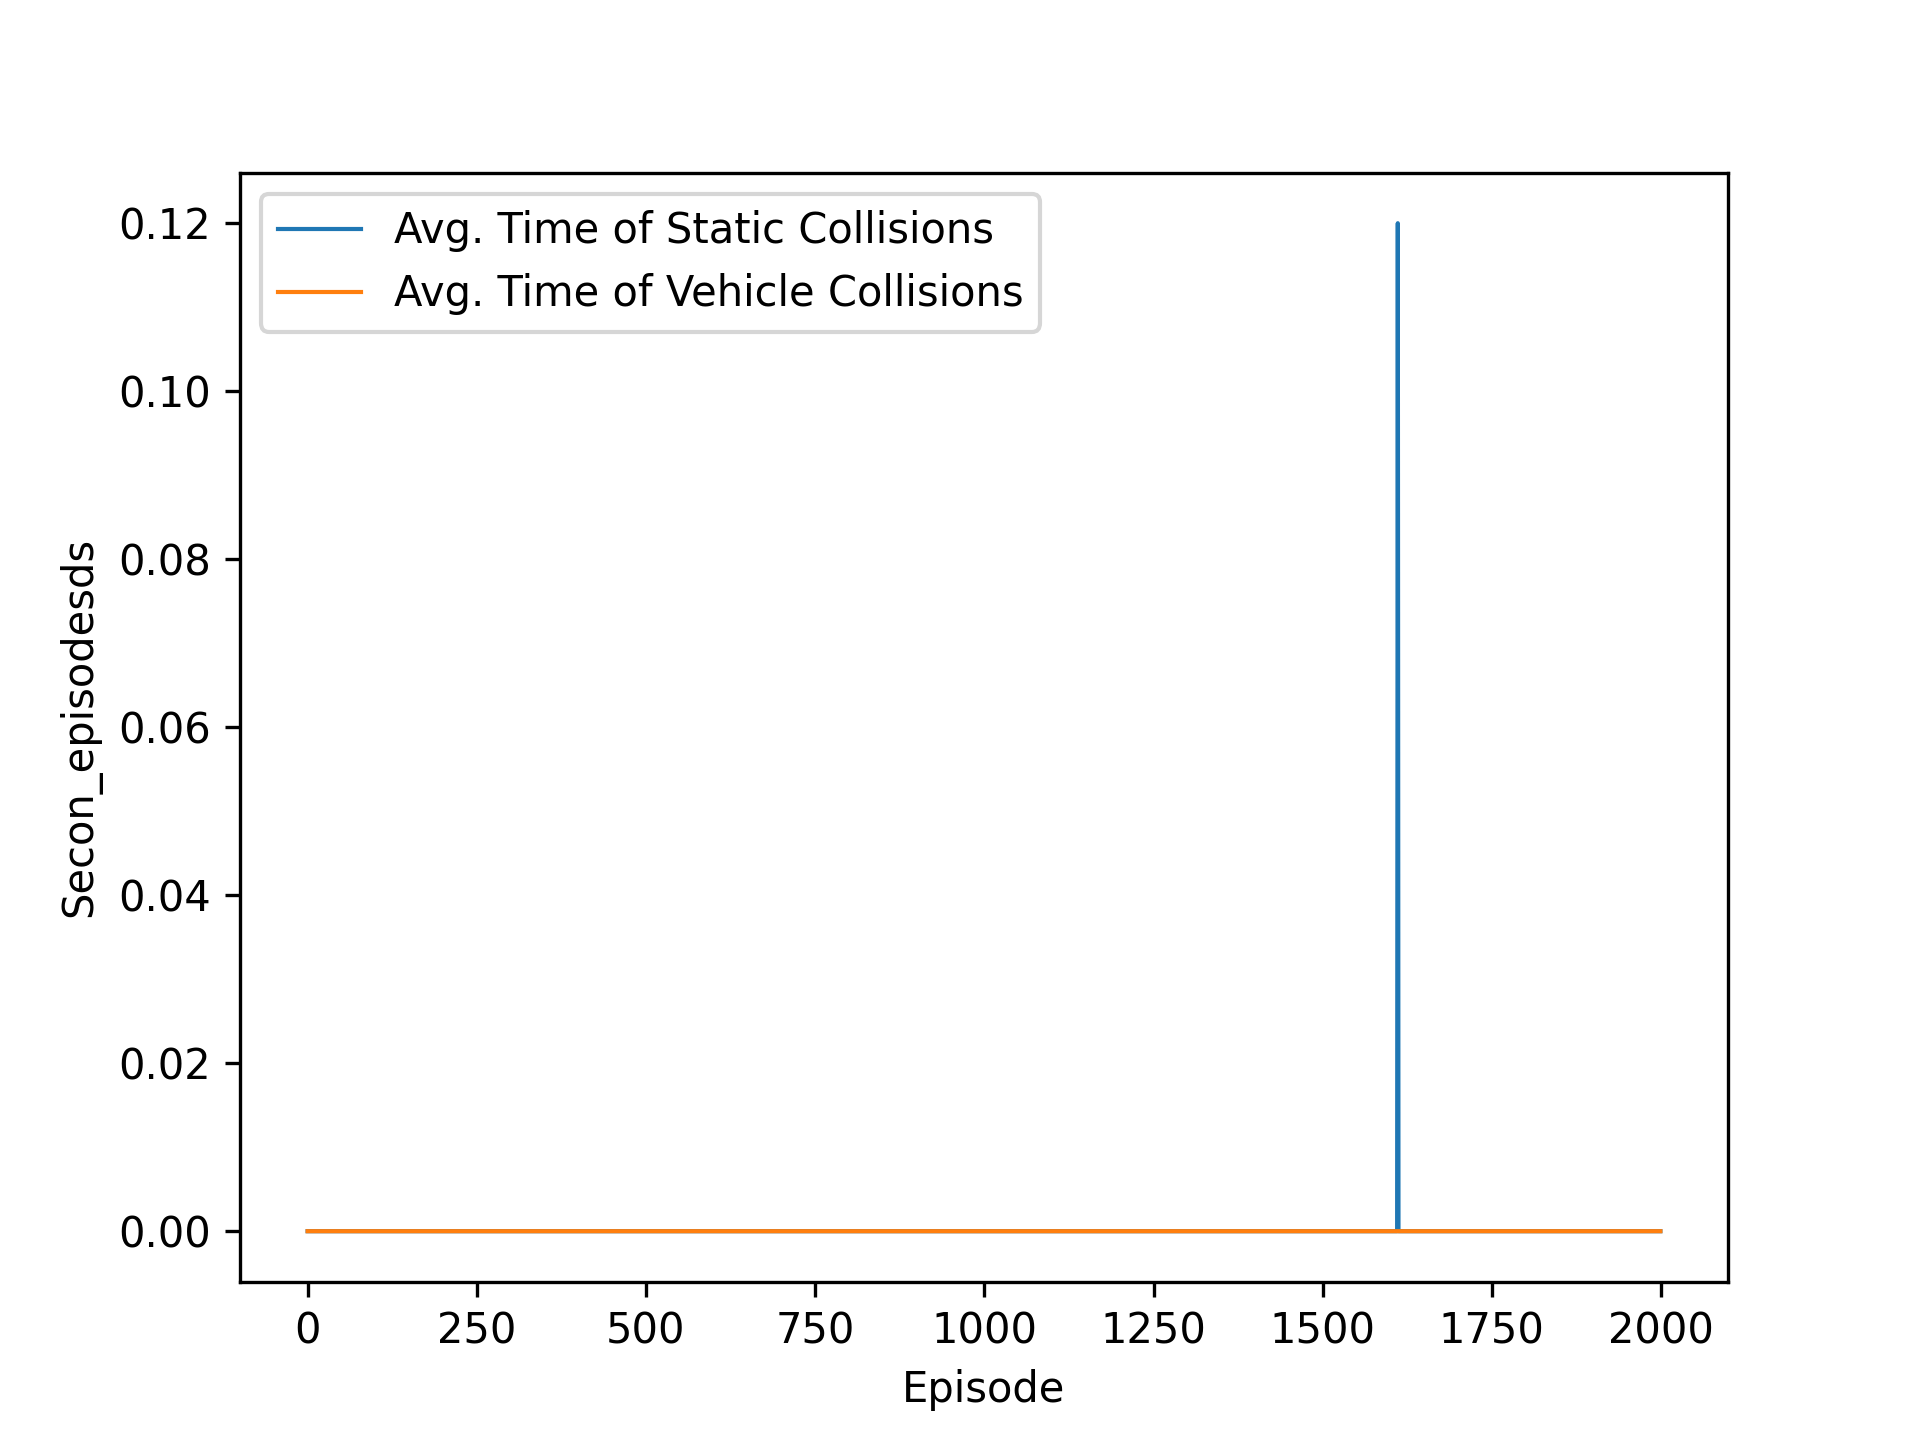 Avg. Time of Static Collisions
Avg. Time of Vehicle Collisions
0.12
0.10
0.08
0.06
0.04
0.02
0.00
Secon_episodesds
0 250 500 750 1000 1250 1500 1750 2000
Episode